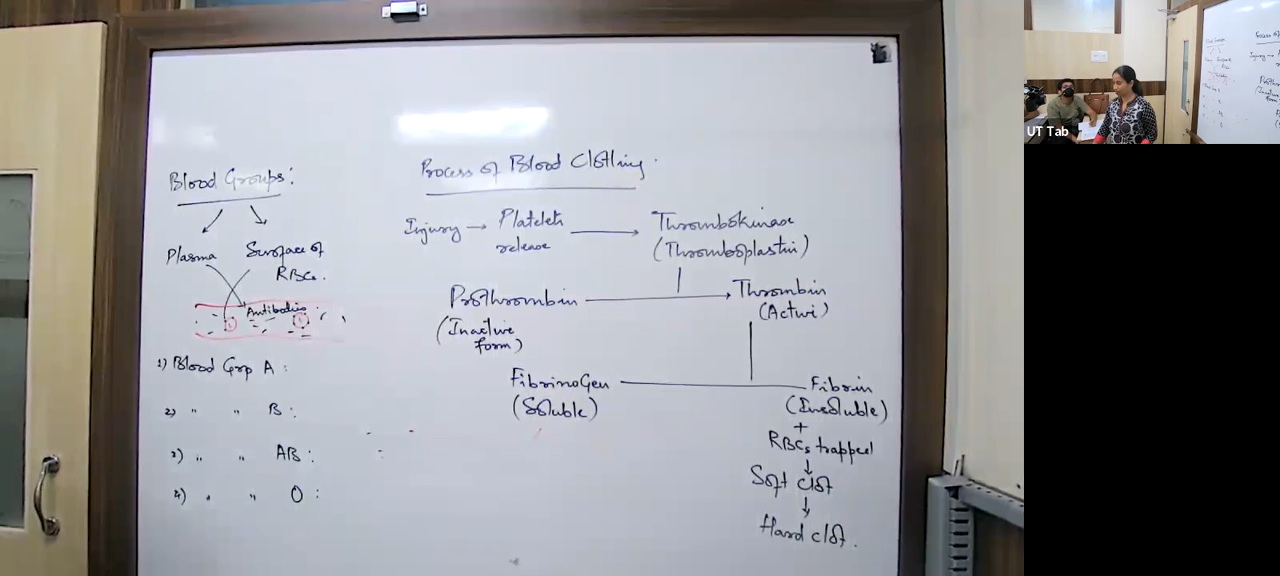 Blood Groups:
Plasma
Surface of
RBCs.
Antibodies
1) Blood Grp A :
2) " " B :
3) " " AB :
4) " " O :
Process of Blood Clotting.
Injury → Platelets
release → Thrombokinase
(Thromboplastin)
Prothrombin → Thrombin
(Inactive
form)
(Active)
FibrinoGen Fibrin
(Soluble) (Insoluble)
+
RBCs trapped
↓
Soft Clot
↓
Hard clot.
UT Tab